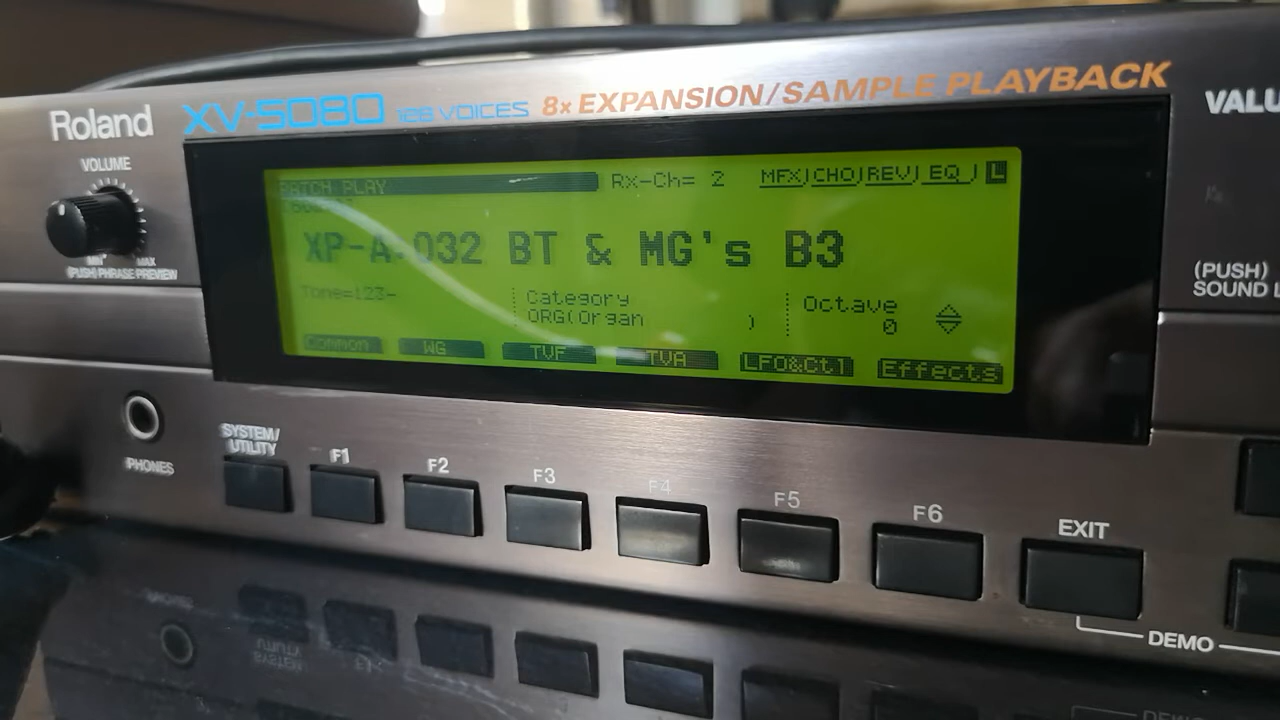 Roland XV-5080 128 VOICES 8x EXPANSION/SAMPLE PLAYBACK
VALU
VOLUME
MIN MAX
(PUSH) PHRASE PREVIEW
PATCH PLAY Rx-Ch= 2 MFX CHO REV EQ L
XP-A:032 BT & MG's B3
Tone=123-
Category
ORG(Organ )
Octave
0
Common WG TVF TVA LFO&Ctl Effects
(PUSH)
SOUND L
PHONES
SYSTEM/
UTILITY
F1 F2 F3 F4 F5 F6 EXIT
DEMO